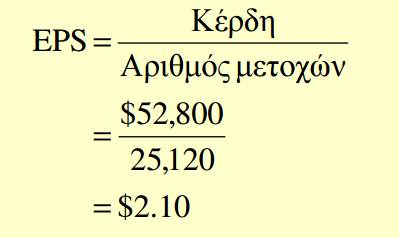 EPS = Κέρδη / Αριθμός μετοχών
= $52,800 / 25,120
= $2.10